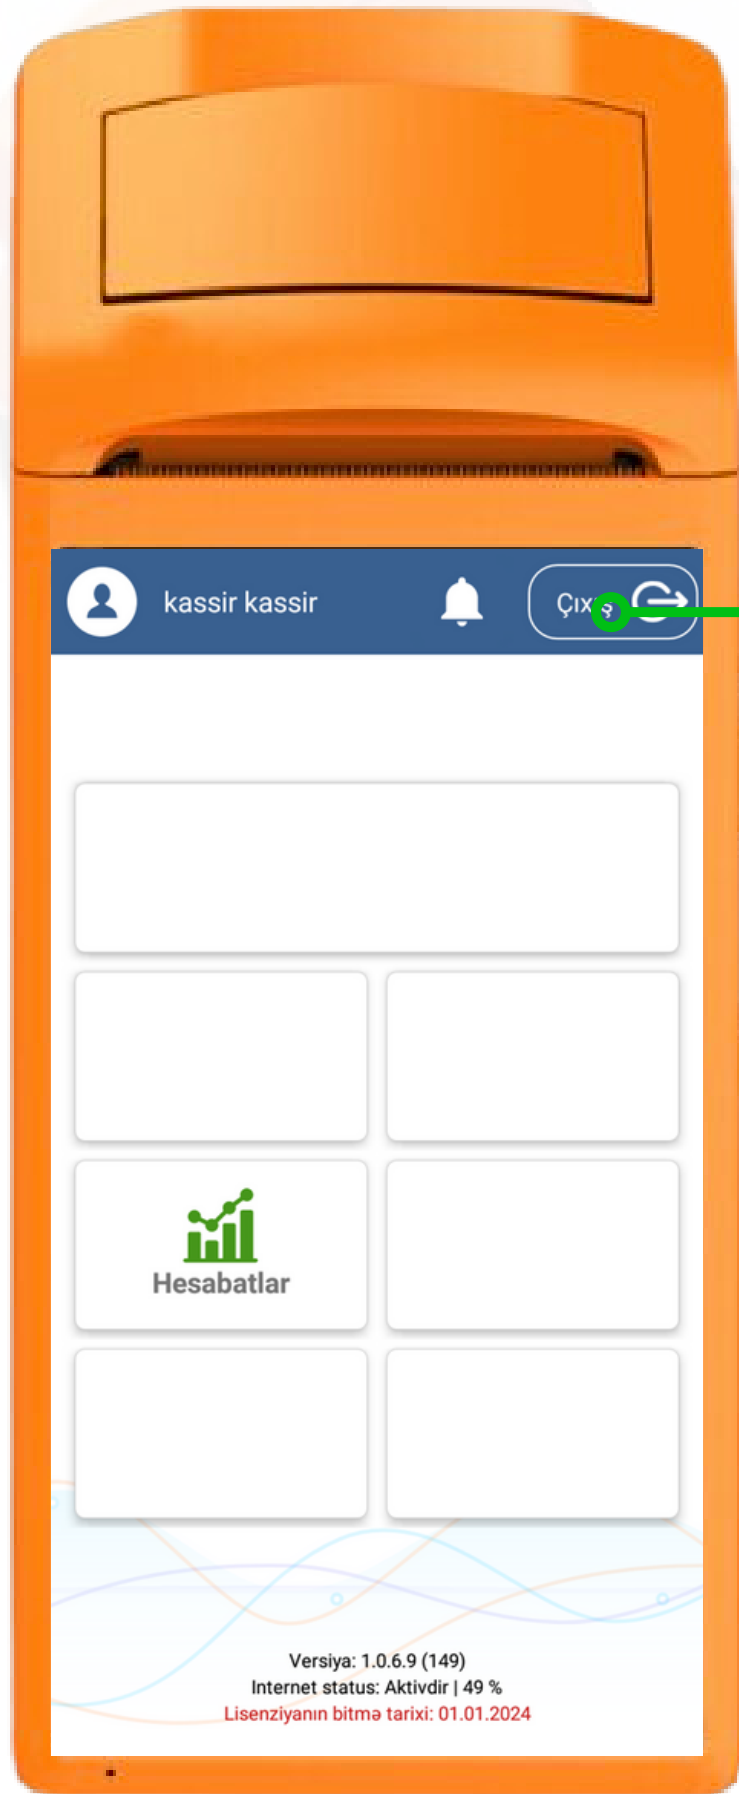 kassir kassir
Çıxış
Hesabatlar
Versiya: 1.0.6.9 (149)
Internet status: Aktivdir | 49 %
Lisenziyanın bitmə tarixi: 01.01.2024